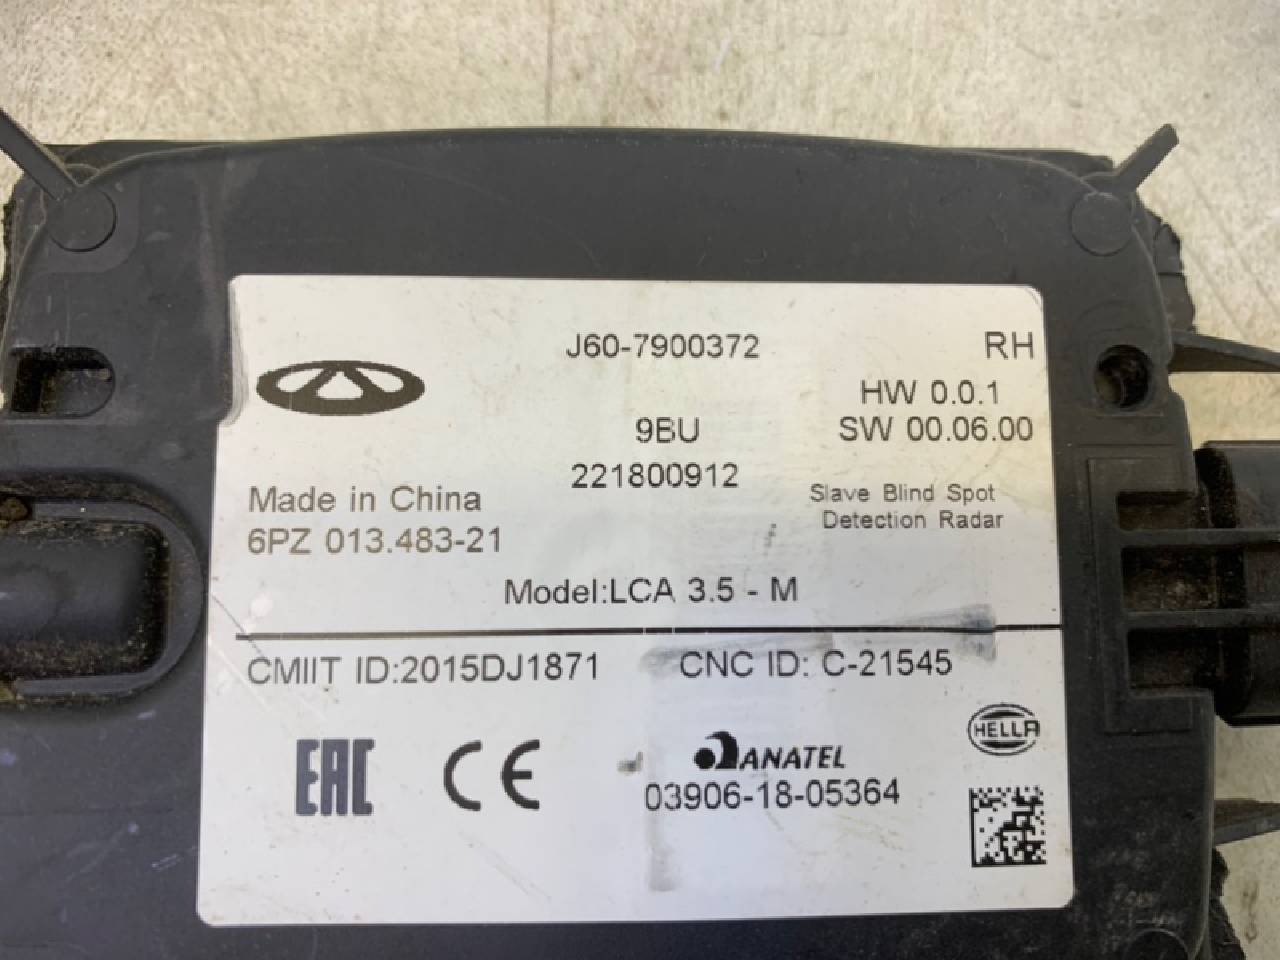 J60-7900372 RH
HW 0.0.1
9BU SW 00.06.00
221800912
Made in China Slave Blind Spot
6PZ 013.483-21 Detection Radar
Model:LCA 3.5 - M
CMIIT ID:2015DJ1871 CNC ID: C-21545
HELLA
EAC CE ANATEL
03906-18-05364